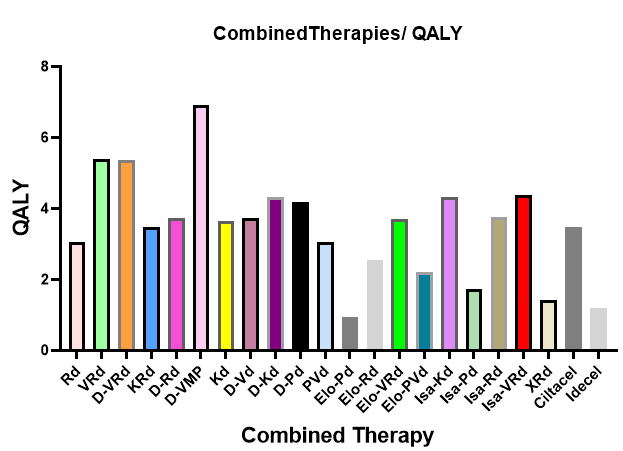 CombinedTherapies/ QALY
8
6
4
2
0
QALY
Rd
VRd
D-VRd
KRd
D-Rd
D-VMP
Kd
D-Vd
D-Kd
D-Pd
PVd
Elo-Pd
Elo-Rd
Elo-VRd
Elo-PVd
Isa-Kd
Isa-Pd
Isa-Rd
Isa-VRd
XRd
Ciltacel
Idecel
Combined Therapy